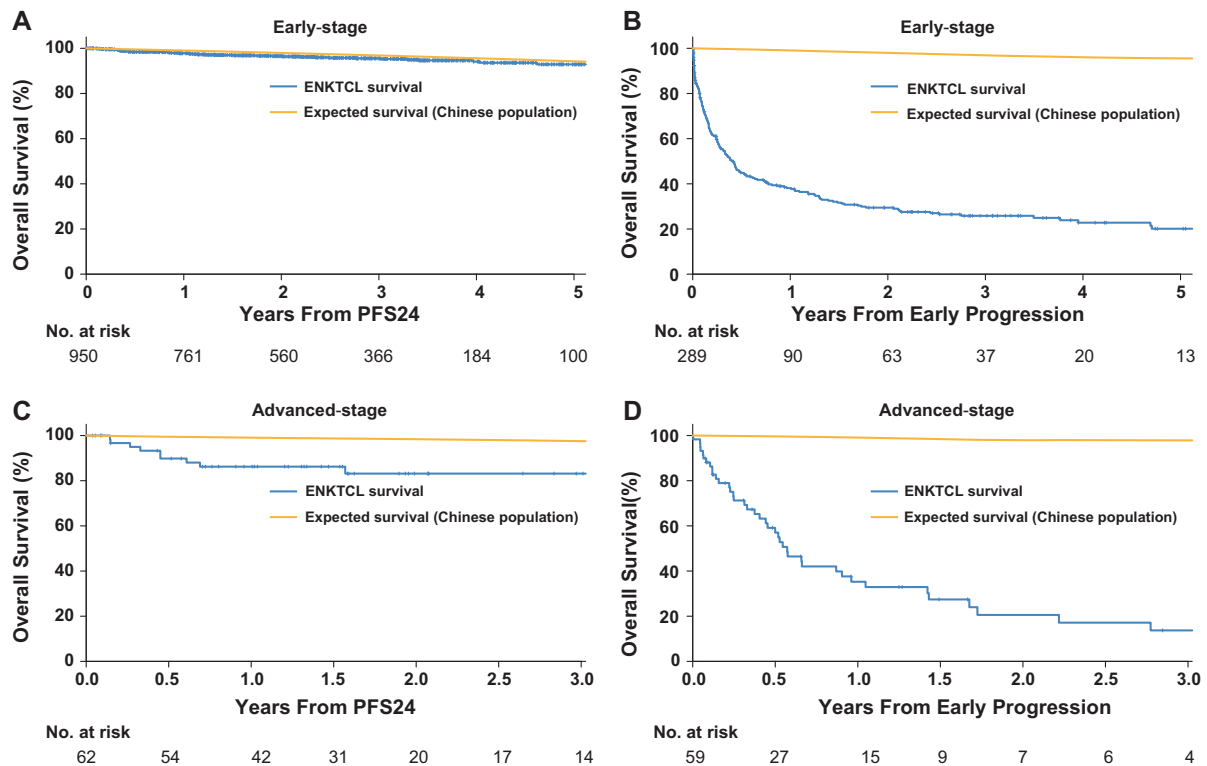 A
Early-stage
Overall Survival (%)
100
80
60
40
20
0
ENKTCL survival
Expected survival (Chinese population)
0 1 2 3 4 5
Years From PFS24
No. at risk
950 761 560 366 184 100
B
Early-stage
Overall Survival (%)
100
80
60
40
20
0
ENKTCL survival
Expected survival (Chinese population)
0 1 2 3 4 5
Years From Early Progression
No. at risk
289 90 63 37 20 13
C
Advanced-stage
Overall Survival (%)
100
80
60
40
20
0
ENKTCL survival
Expected survival (Chinese population)
0.0 0.5 1.0 1.5 2.0 2.5 3.0
Years From PFS24
No. at risk
62 54 42 31 20 17 14
D
Advanced-stage
Overall Survival(%)
100
80
60
40
20
0
ENKTCL survival
Expected survival (Chinese population)
0.0 0.5 1.0 1.5 2.0 2.5 3.0
Years From Early Progression
No. at risk
59 27 15 9 7 6 4